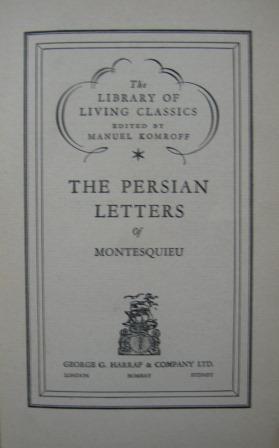 The
LIBRARY OF
LIVING CLASSICS
EDITED BY
MANUEL KOMROFF
THE PERSIAN
LETTERS
of
MONTESQUIEU
GEORGE G. HARRAP & COMPANY LTD.
LONDON BOMBAY SYDNEY